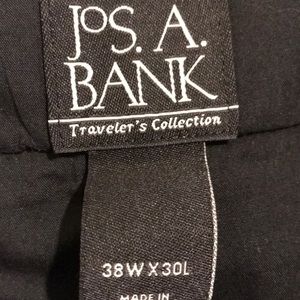 JOS. A.
BANK
Traveler's Collection
38W X 30L
MADE IN